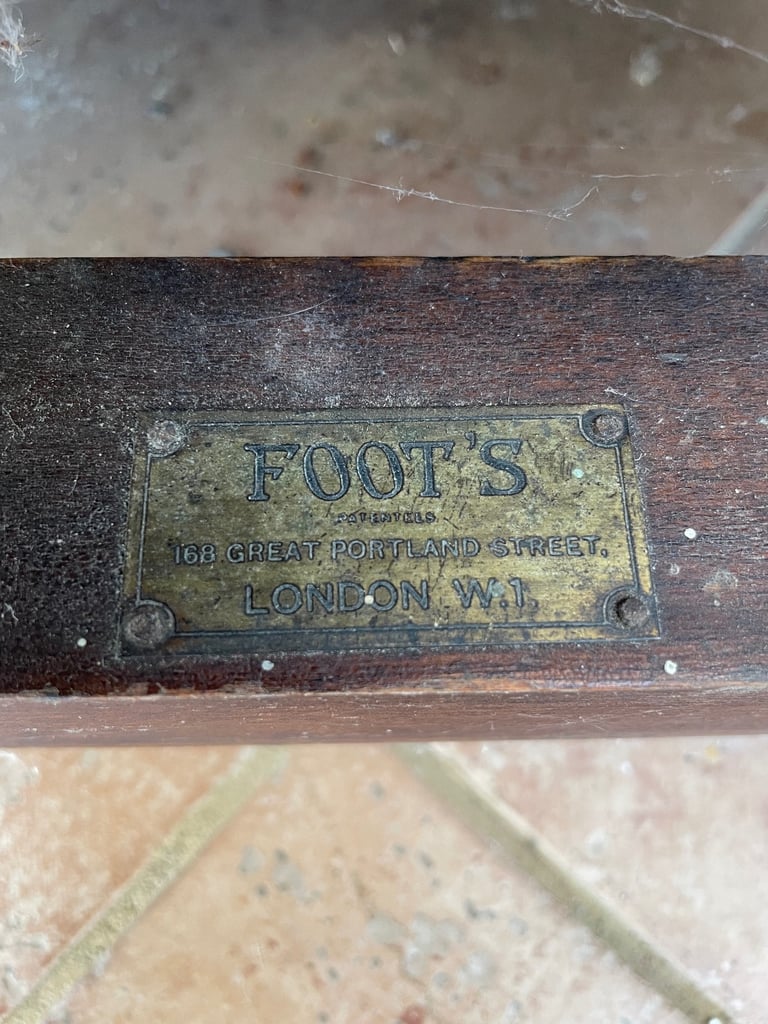 FOOT'S
PATENTEES
168 GREAT PORTLAND STREET,
LONDON W.1.